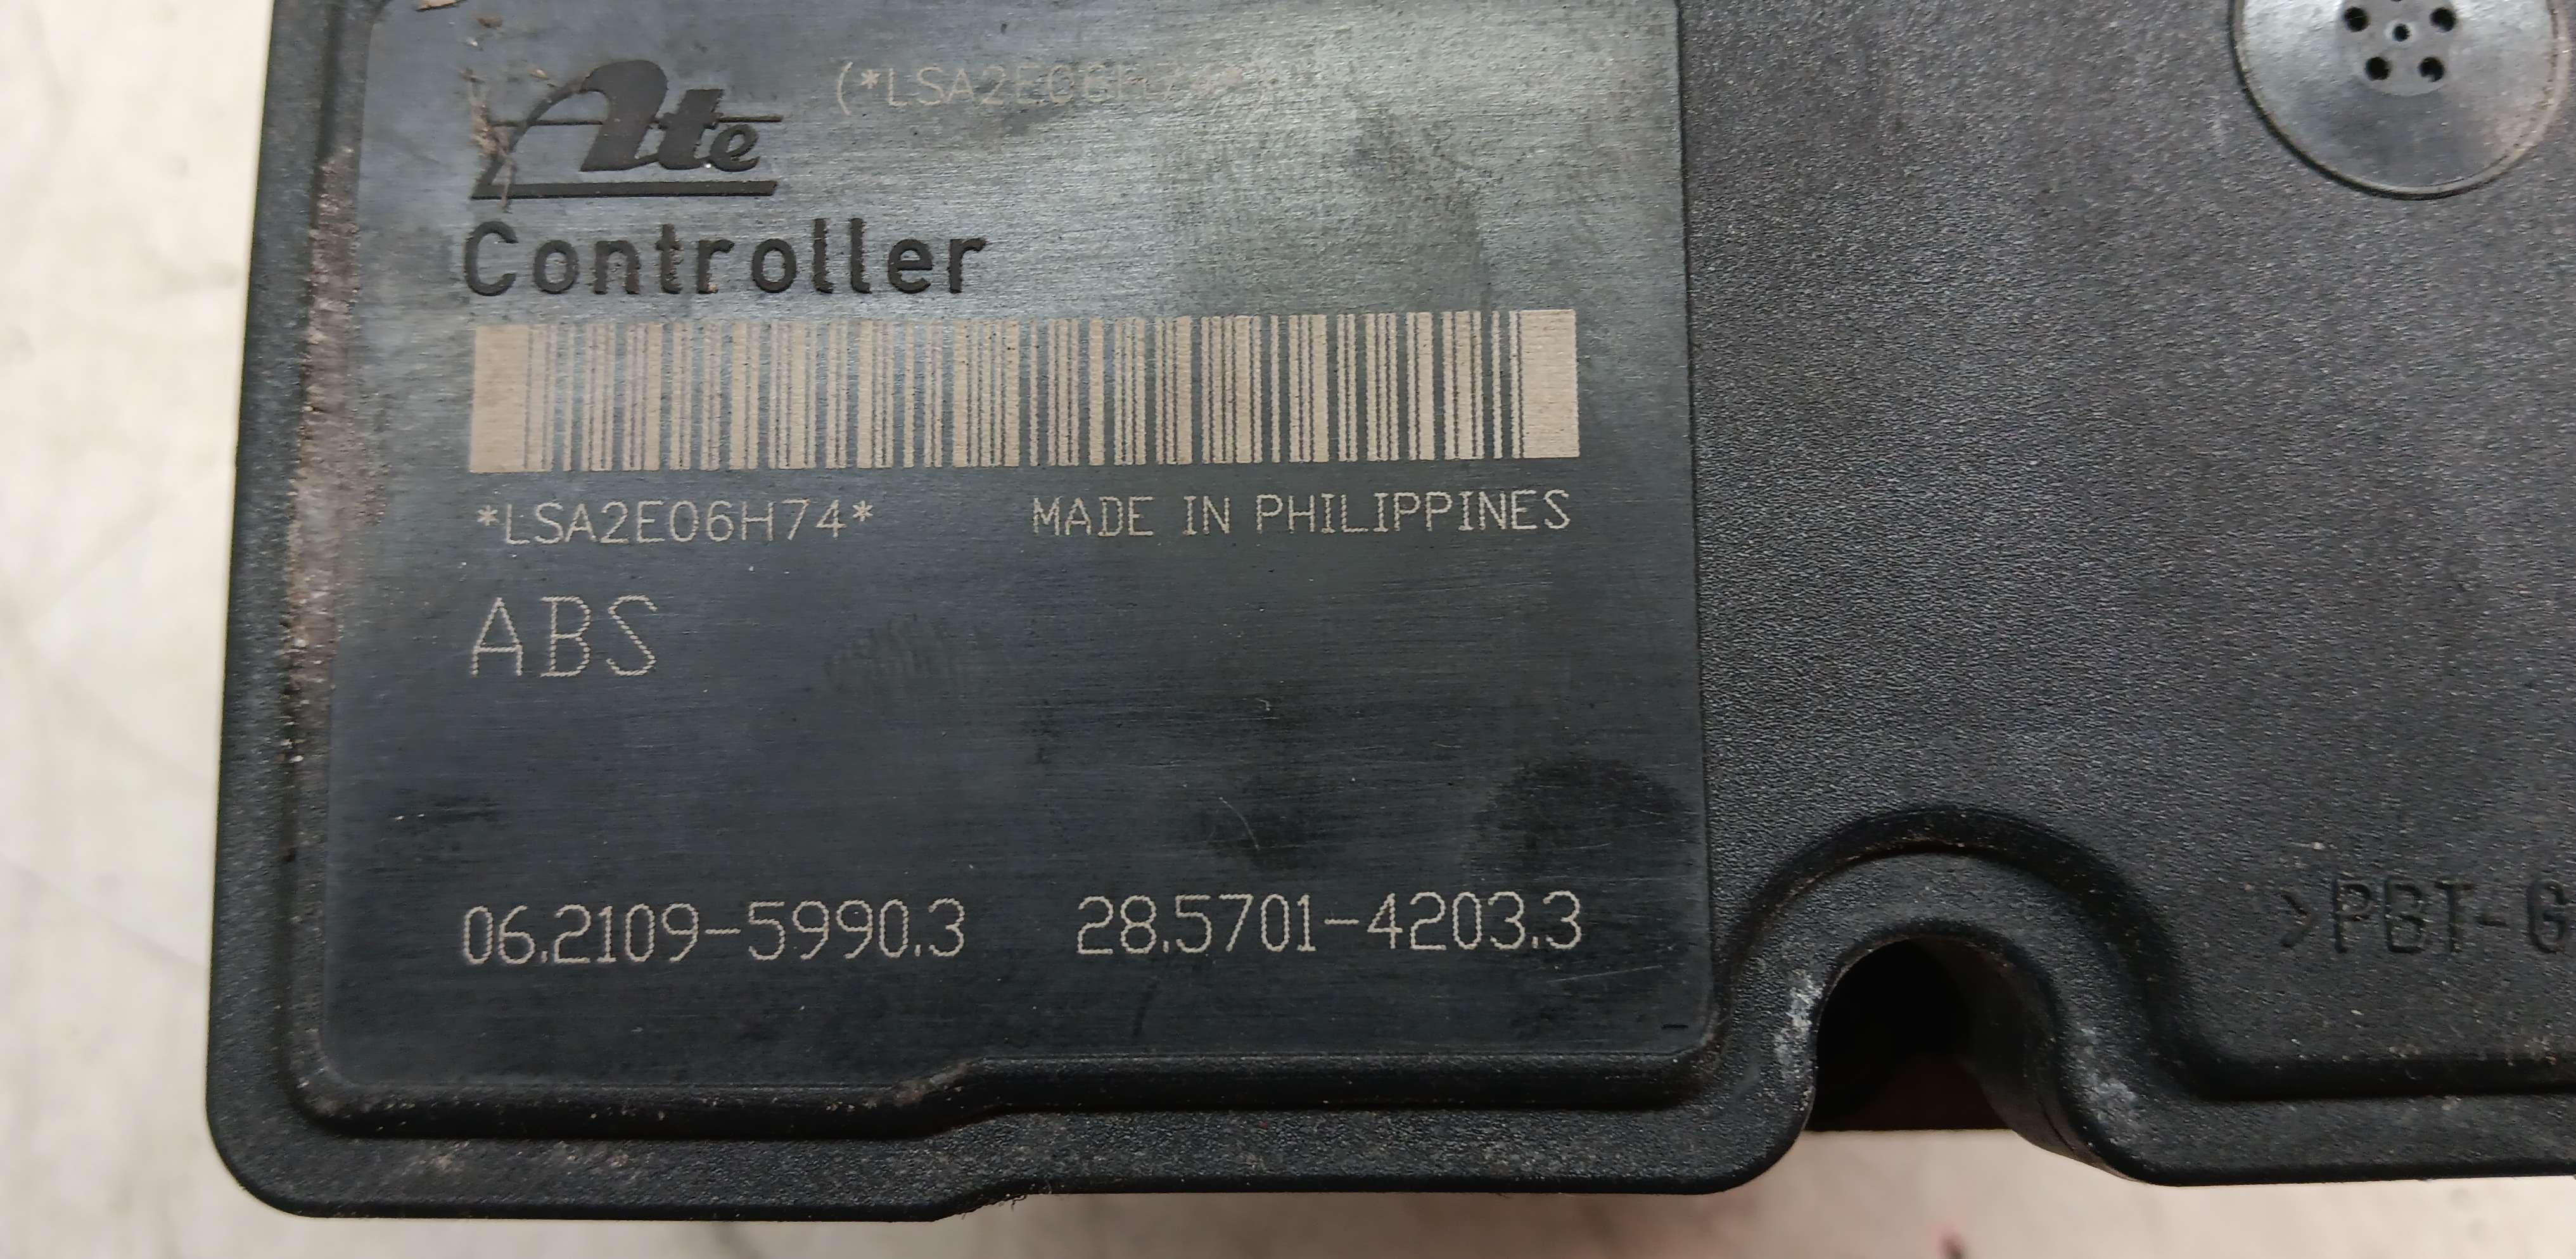 Ate
Controller
*LSA2E06H74* MADE IN PHILIPPINES
ABS
06.2109-5990.3 28.5701-4203.3